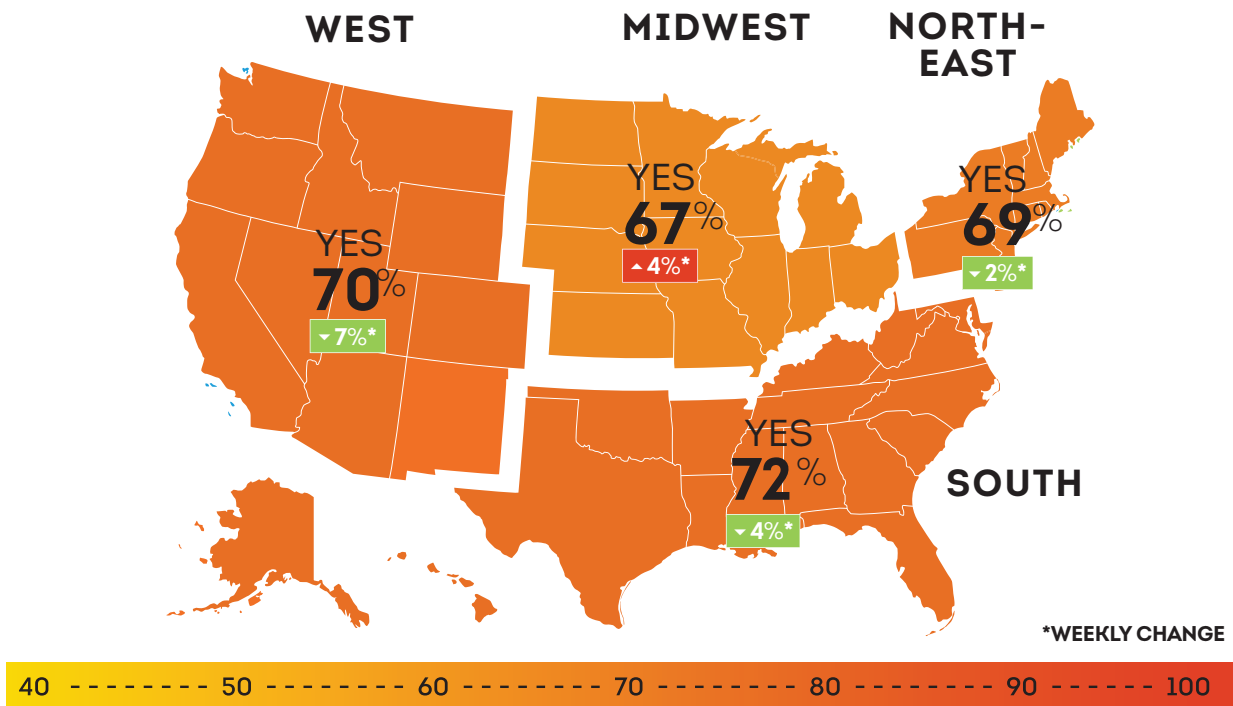 WEST
MIDWEST
NORTH-
EAST
YES
70%
▼7%*
YES
67%
▲4%*
YES
69%
▼2%*
YES
72%
▼4%*
SOUTH
*WEEKLY CHANGE
40 - - - - - - - 50 - - - - - - - 60 - - - - - - - 70 - - - - - - - 80 - - - - - - - 90 - - - - - - 100